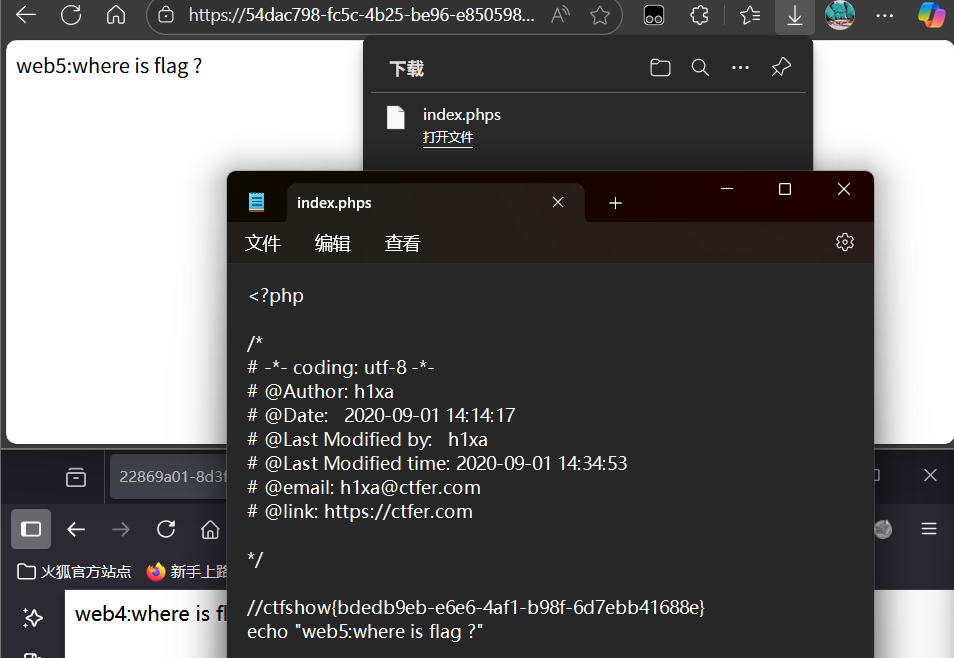 https://54dac798-fc5c-4b25-be96-e850598...
web5:where is flag ?
下载
index.phps
打开文件
index.phps
文件 编辑 查看
<?php
/*
# -*- coding: utf-8 -*-
# @Author: h1xa
# @Date:   2020-09-01 14:14:17
# @Last Modified by:   h1xa
# @Last Modified time: 2020-09-01 14:34:53
# @email: h1xa@ctfer.com
# @link: https://ctfer.com
*/
//ctfshow{bdedb9eb-e6e6-4af1-b98f-6d7ebb41688e}
echo "web5:where is flag ?"
22869a01-8d3f
火狐官方站点 新手上路
web4:where is fl